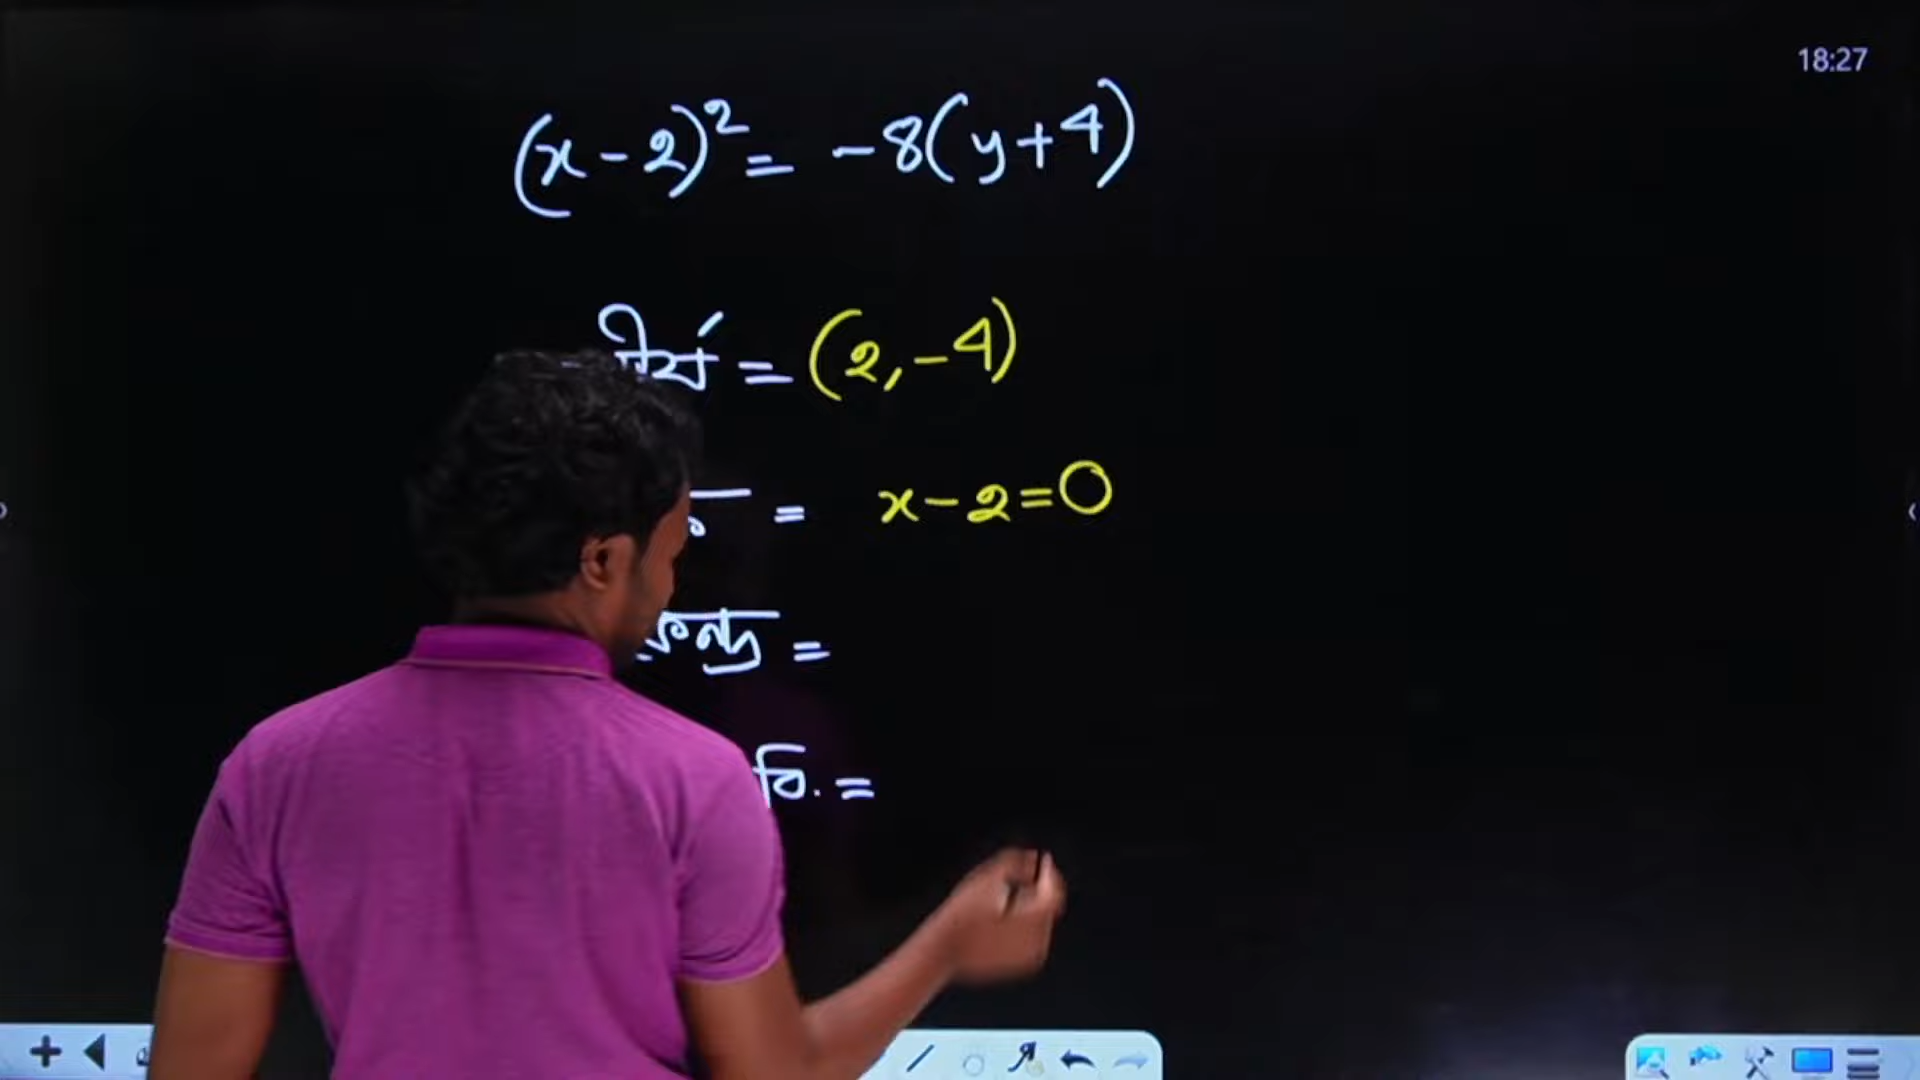 18:27
(x-2)² = -8(y+4)
= (2,-4)
= x-2=0
=
বি. =